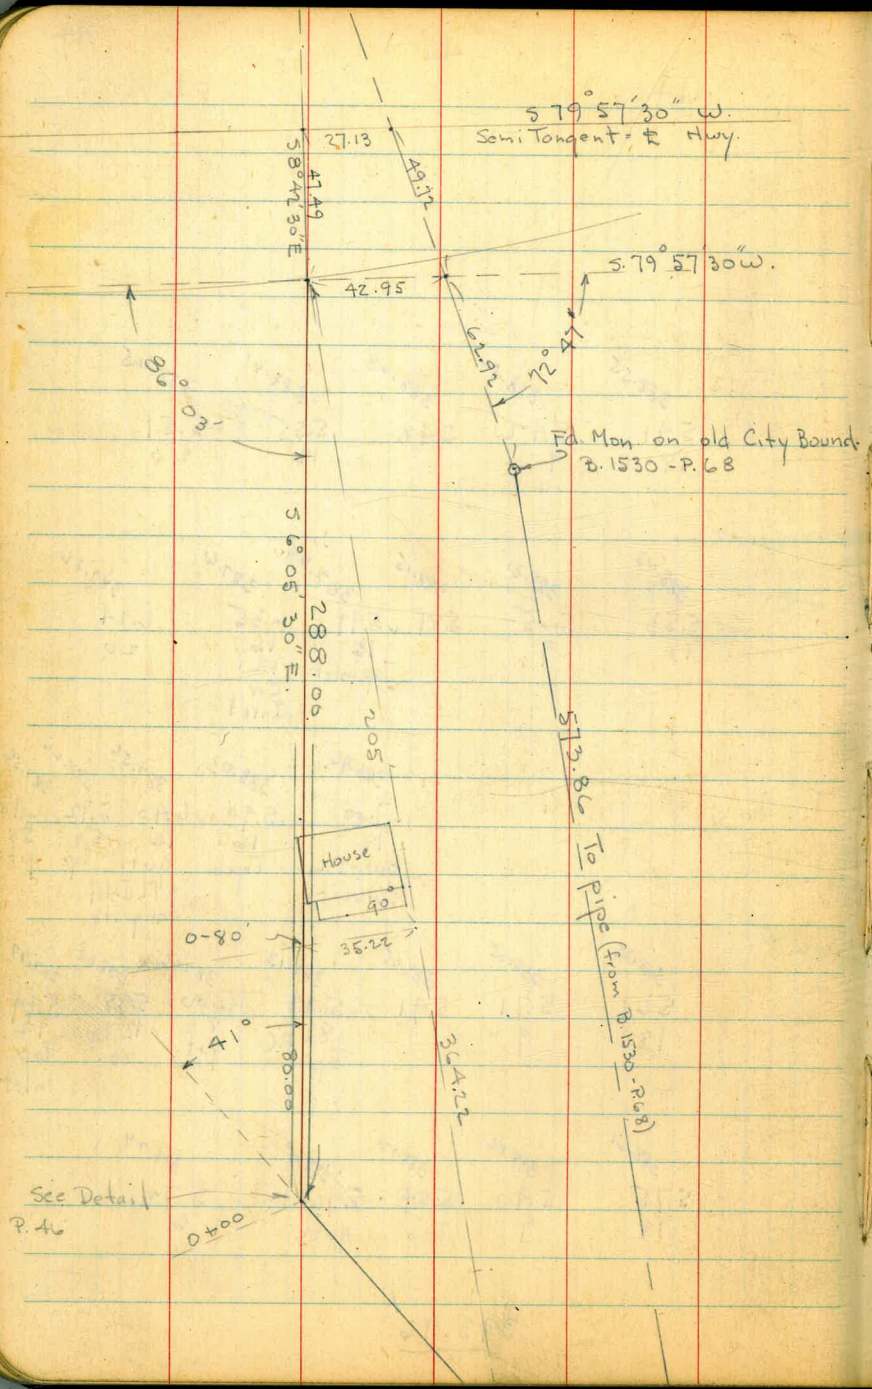 S 79° 57' 30" W.
Semi Tangent = ℄ Hwy.
27.13
49.72
47.49
S 8° 42' 30" E
S. 79° 57' 30" W.
42.95
62.92
72° 47'
86° 03'
Fd. Mon on old City Bound.
B. 1530 - P. 68
S 6° 05' 30" E.
288.00
205'
573.86 To pipe (from B. 1530 - P. 68)
House
90°
0-80
35.22
41°
80.00
364.22
See Detail
P. 46
0+00